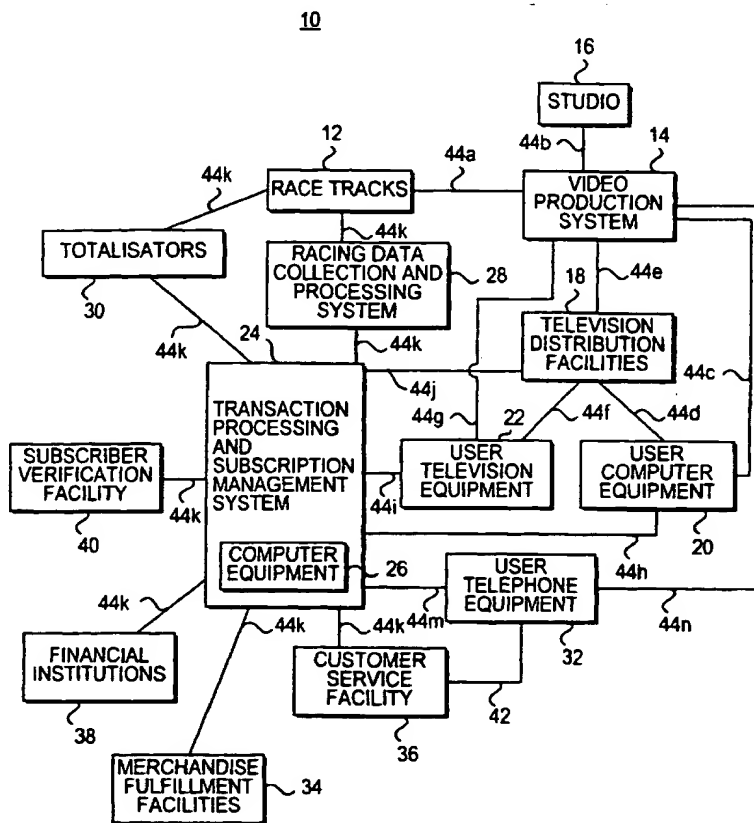 10
16
STUDIO
44b
14
12
44a
VIDEO
PRODUCTION
SYSTEM
44k
RACE TRACKS
TOTALISATORS
30
44k
RACING DATA
COLLECTION AND
PROCESSING
SYSTEM
28
44e
18
TELEVISION
DISTRIBUTION
FACILITIES
44k
24
44k
44j
44c
TRANSACTION
PROCESSING
AND
SUBSCRIPTION
MANAGEMENT
SYSTEM
44g
22
44f
44d
SUBSCRIBER
VERIFICATION
FACILITY
40
44k
USER
TELEVISION
EQUIPMENT
44i
USER
COMPUTER
EQUIPMENT
20
44h
COMPUTER
EQUIPMENT
26
USER
TELEPHONE
EQUIPMENT
32
44m
44n
44k
44k
44k
FINANCIAL
INSTITUTIONS
38
CUSTOMER
SERVICE
FACILITY
36
42
MERCHANDISE
FULFILLMENT
FACILITIES
34